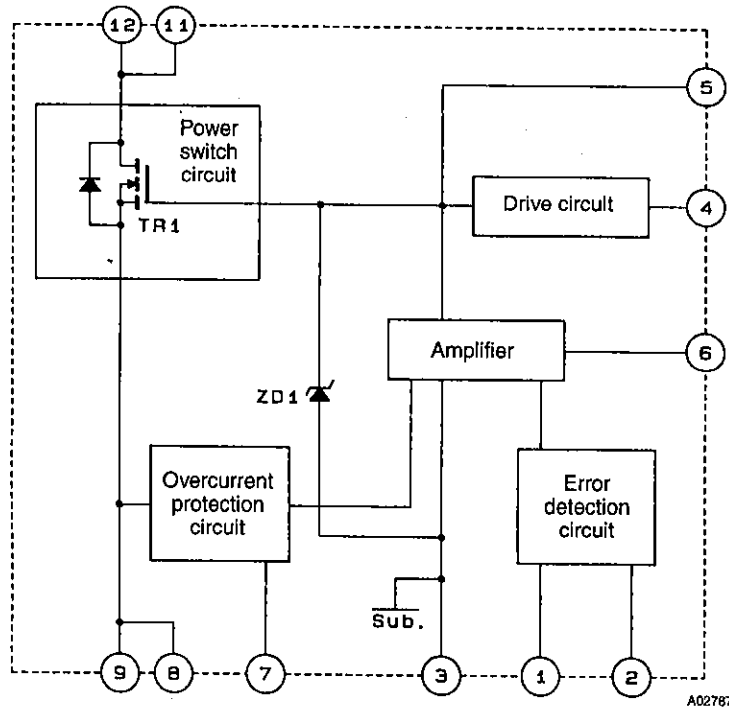 12 11
5
Power
switch
circuit
Drive circuit
4
TR1
Amplifier
6
ZD1
Overcurrent
protection
circuit
Error
detection
circuit
Sub.
9 8 7 3 1 2
A02787